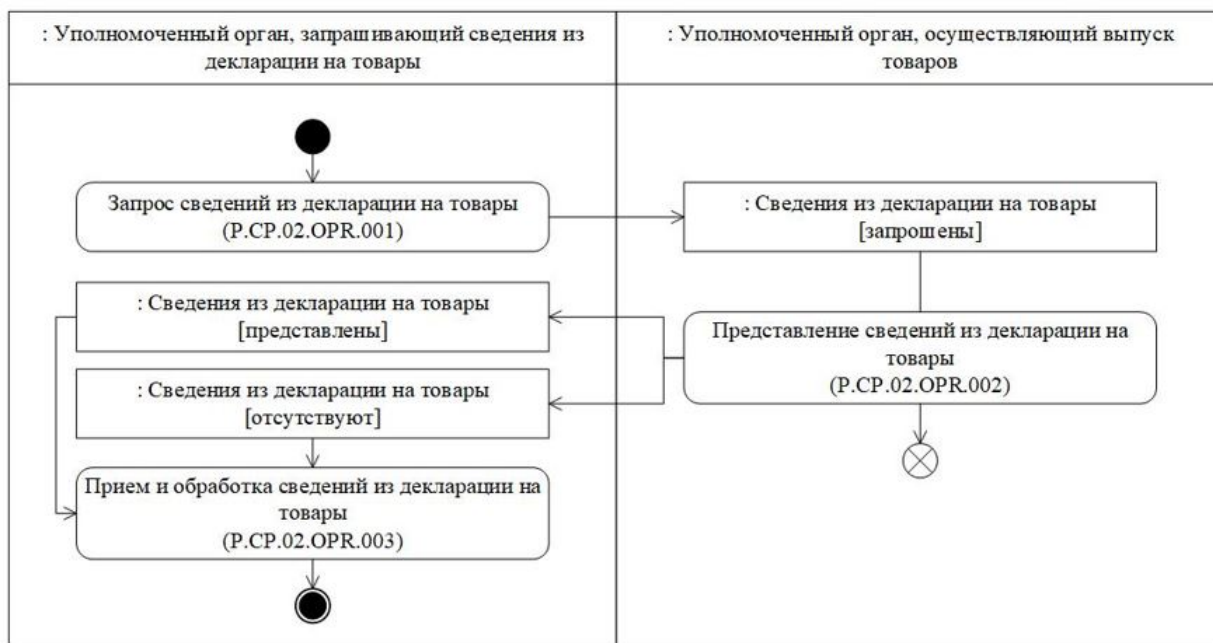 : Уполномоченный орган, запрашивающий сведения из
декларации на товары
: Уполномоченный орган, осуществляющий выпуск
товаров
Запрос сведений из декларации на товары
(P.CP.02.OPR.001)
: Сведения из декларации на товары
[запрошены]
: Сведения из декларации на товары
[представлены]
Представление сведений из декларации на
товары
(P.CP.02.OPR.002)
: Сведения из декларации на товары
[отсутствуют]
Прием и обработка сведений из декларации на
товары
(P.CP.02.OPR.003)